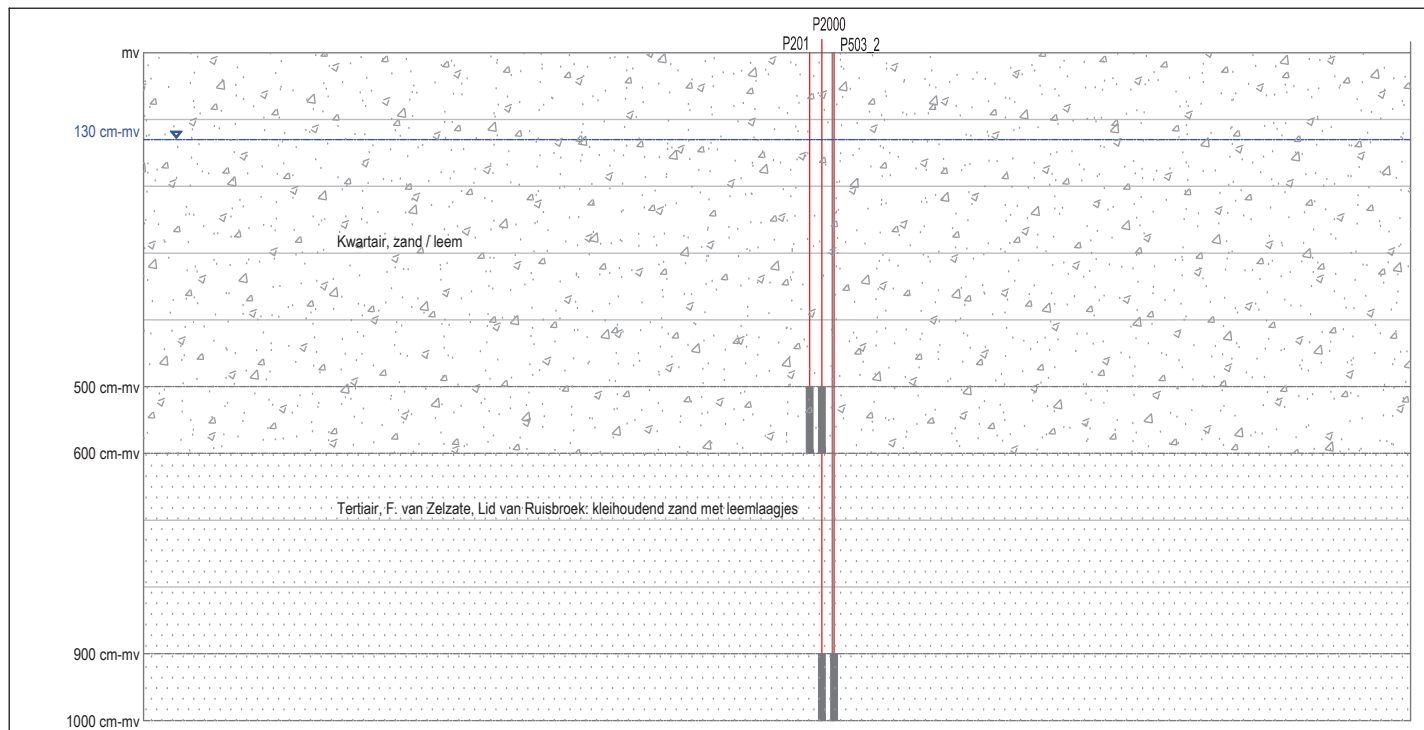 P2000
P201
P503_2
mv
130 cm-mv
Kwartair, zand / leem
500 cm-mv
600 cm-mv
Tertiair, F. van Zelzate, Lid van Ruisbroek: kleihoudend zand met leemlaagjes
900 cm-mv
1000 cm-mv